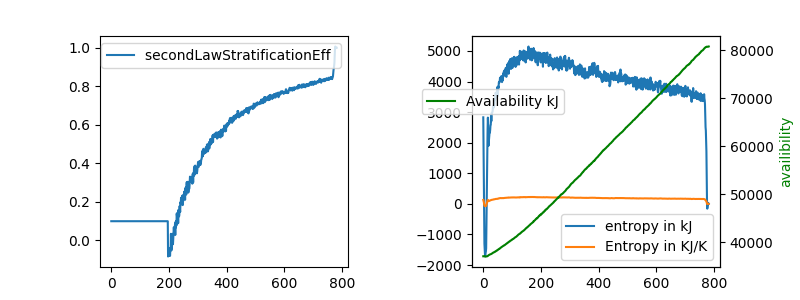 secondLawStratificationEff
1.0
0.8
0.6
0.4
0.2
0.0
0 200 400 600 800
5000
4000
3000
2000
1000
0
−1000
−2000
0 200 400 600 800
Availability kJ
entropy in kJ
Entropy in KJ/K
80000
70000
60000
50000
40000
availibility